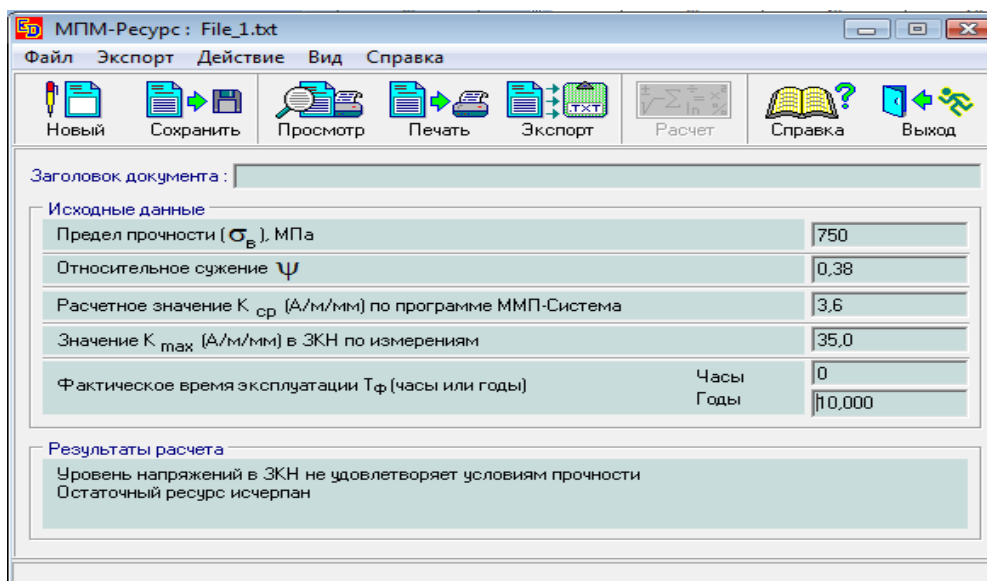 МПМ-Ресурс : File_1.txt
Файл Экспорт Действие Вид Справка
Новый Сохранить Просмотр Печать Экспорт Расчет Справка Выход
Заголовок документа :
Исходные данные
Предел прочности ( σ в ), МПа 750
Относительное сужение ψ 0,38
Расчетное значение К ср (А/м/мм) по программе ММП-Система 3,6
Значение К max (А/м/мм) в ЗКН по измерениям 35,0
Фактическое время эксплуатации Тф (часы или годы) Часы 0
Годы 10,000
Результаты расчета
Уровень напряжений в ЗКН не удовлетворяет условиям прочности
Остаточный ресурс исчерпан